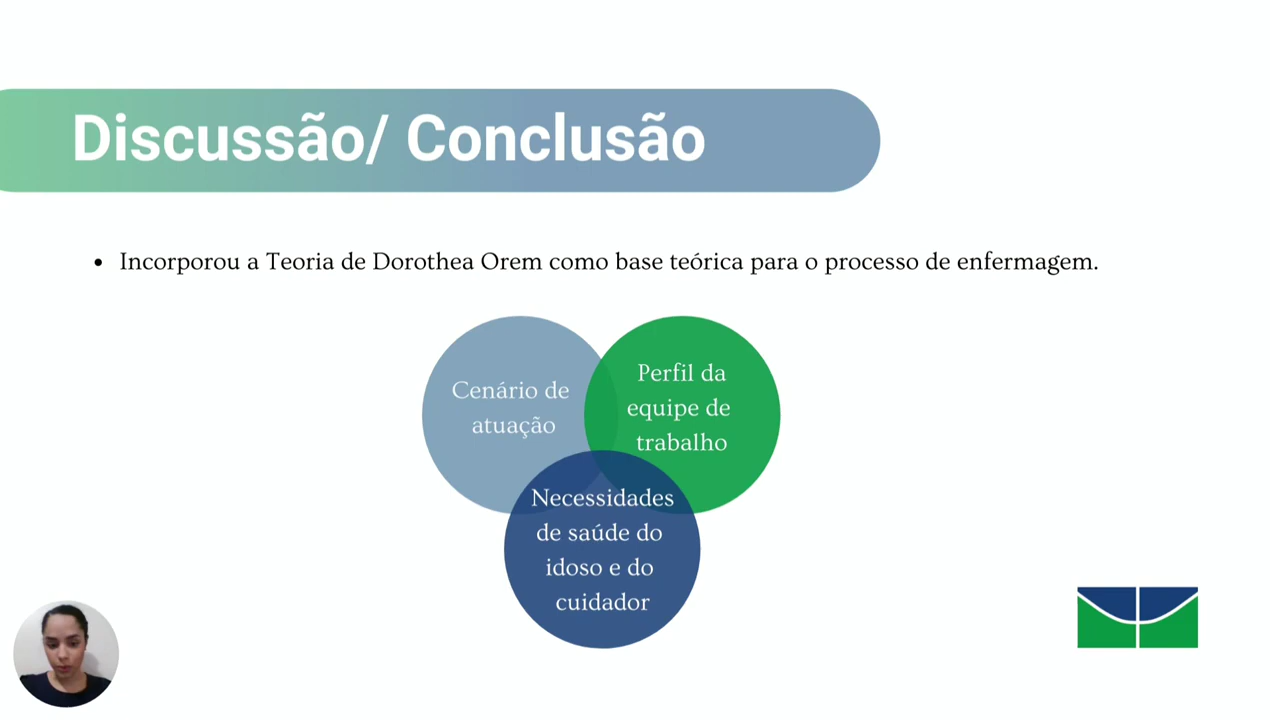 Discussão/ Conclusão
• Incorporou a Teoria de Dorothea Orem como base teórica para o processo de enfermagem.
Cenário de
atuação
Perfil da
equipe de
trabalho
Necessidades
de saúde do
idoso e do
cuidador